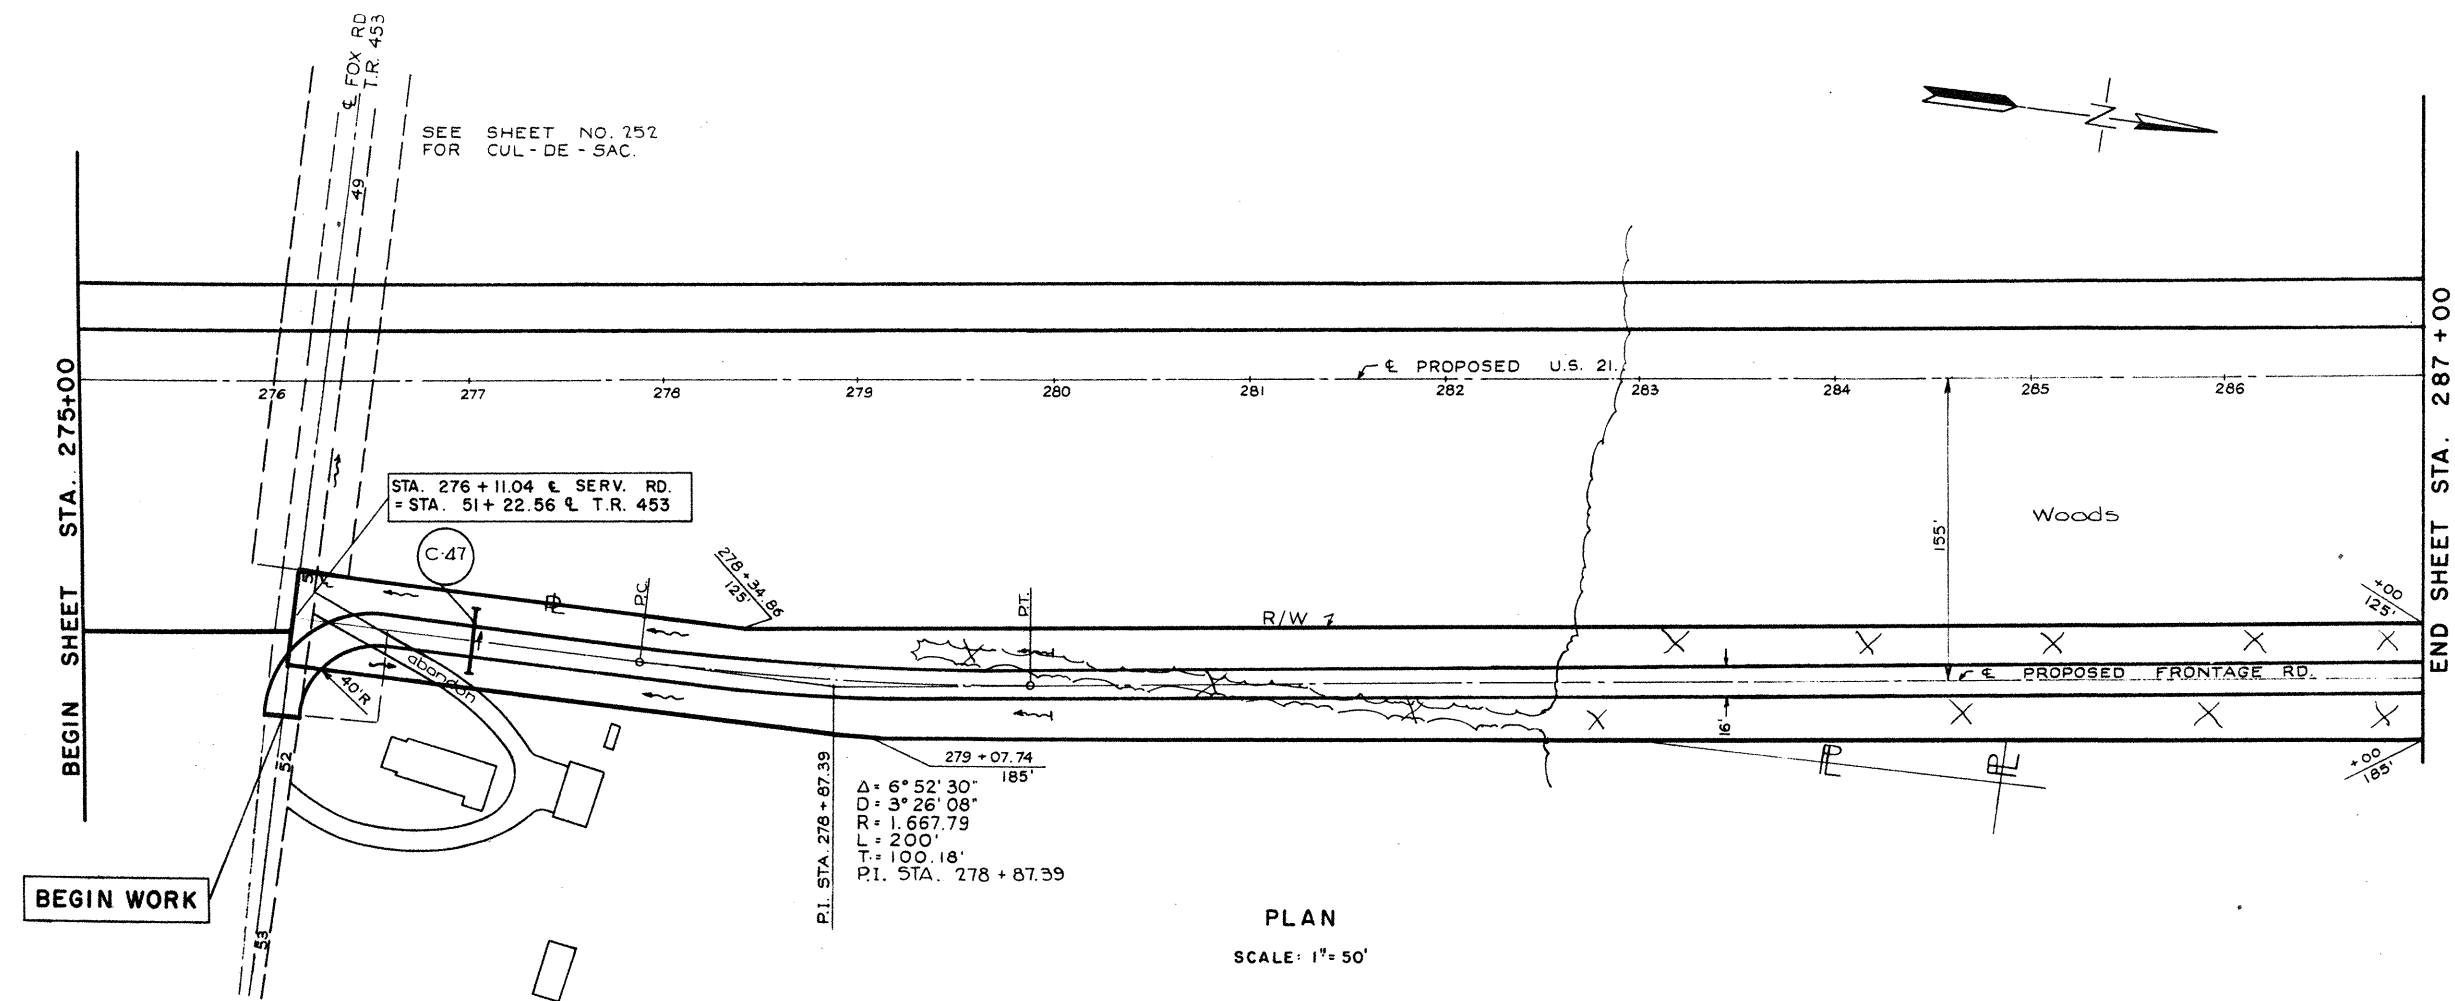 ℄ FOX RD
T.R. 453
SEE SHEET NO. 252
FOR CUL-DE-SAC.
49
N
BEGIN SHEET STA. 275+00
END SHEET STA. 287+00
℄ PROPOSED U.S. 21.
276
277
278
279
280
281
282
283
284
285
286
STA. 276 + 11.04 ℄ SERV. RD.
= STA. 51 + 22.56 ℄ T.R. 453
C-47
P.C.
278 + 34.86
125'
P.T.
R/W
155'
Woods
+00
125'
℄ PROPOSED FRONTAGE RD.
abandon
40'R
16'
52
53
P.I. STA. 278 + 87.39
279 + 07.74
185'
Δ = 6° 52' 30"
D = 3° 26' 08"
R = 1.667.79
L = 200'
T. = 100.18'
P.I. STA. 278 + 87.39
+00
185'
BEGIN WORK
PLAN
SCALE: 1" = 50'